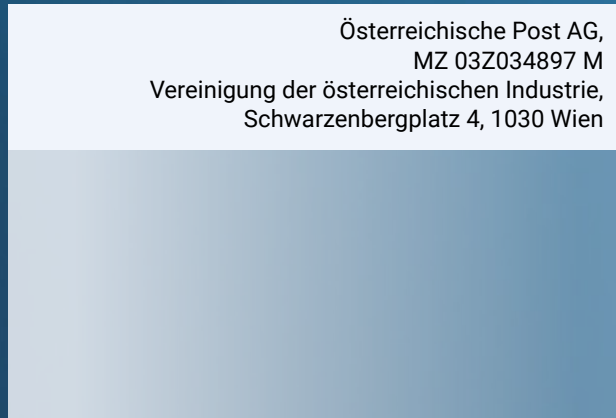 Österreichische Post AG,
MZ 03Z034897 M
Vereinigung der österreichischen Industrie,
Schwarzenbergplatz 4, 1030 Wien